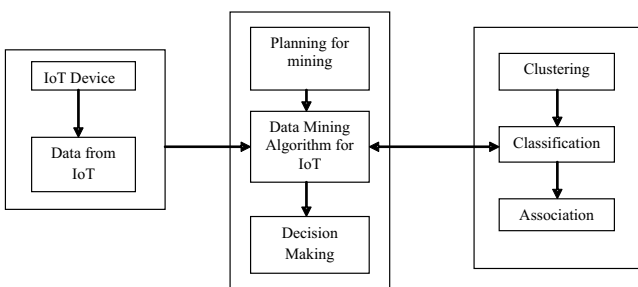 IoT Device
Data from
IoT
Planning for
mining
Data Mining
Algorithm for
IoT
Decision
Making
Clustering
Classification
Association